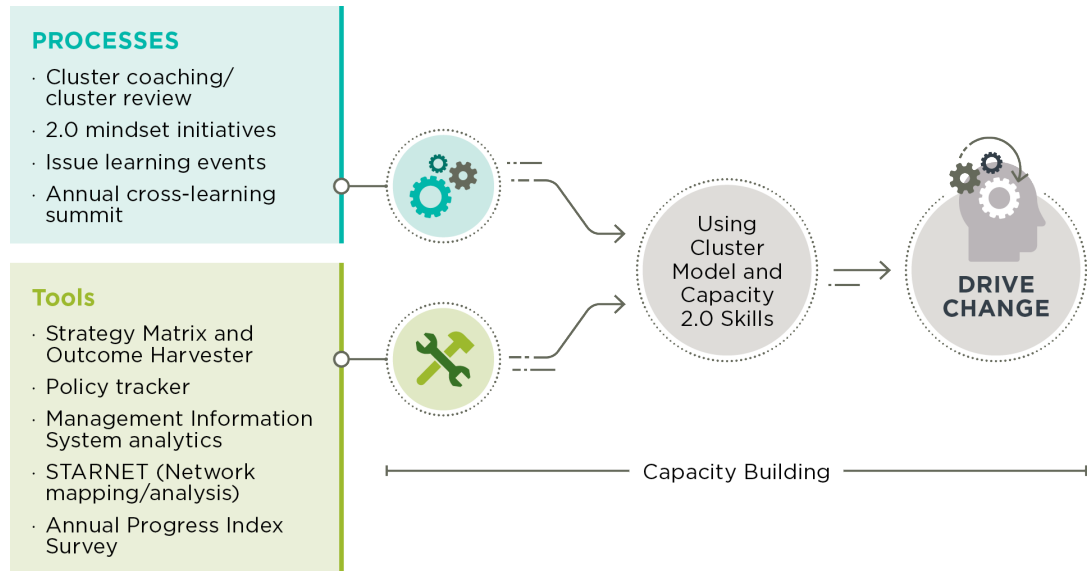 PROCESSES
· Cluster coaching/
cluster review
· 2.0 mindset initiatives
· Issue learning events
· Annual cross-learning
summit
Tools
· Strategy Matrix and
Outcome Harvester
· Policy tracker
· Management Information
System analytics
· STARNET (Network
mapping/analysis)
· Annual Progress Index
Survey
Using
Cluster
Model and
Capacity
2.0 Skills
DRIVE
CHANGE
Capacity Building